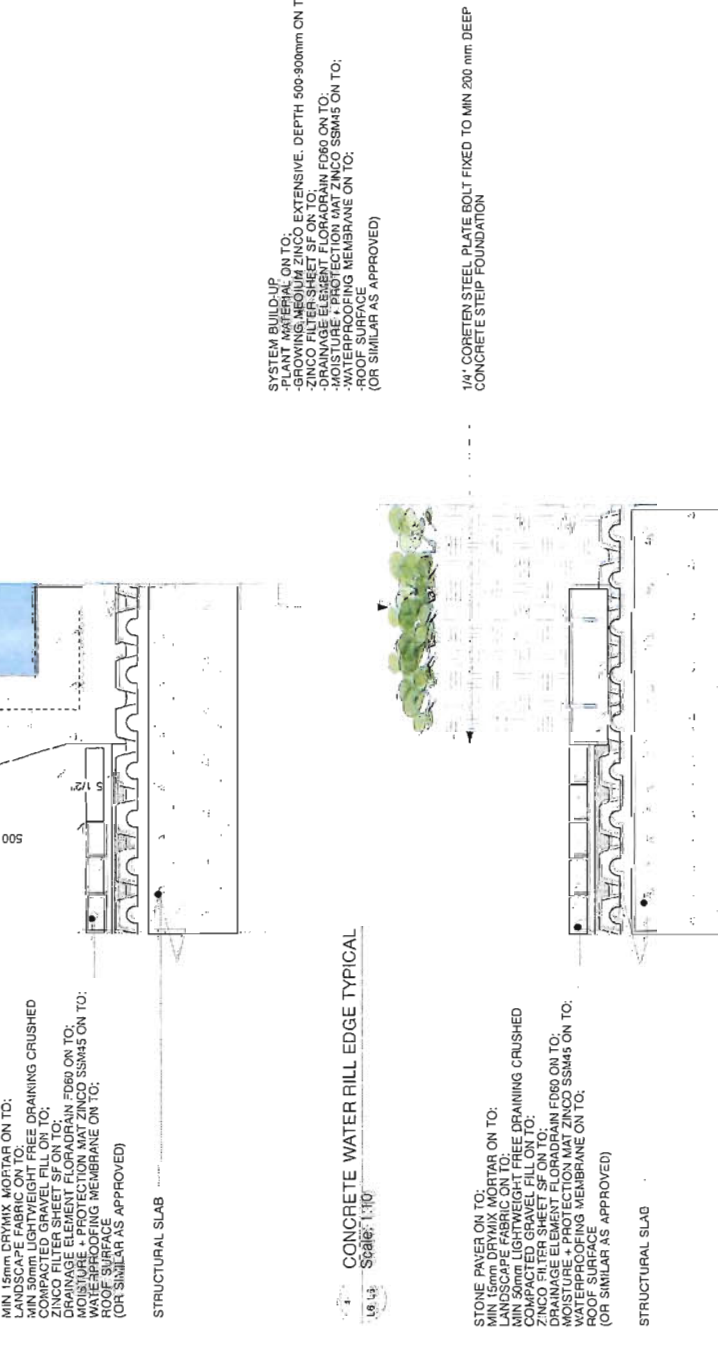 MIN 15mm DRYMIX MORTAR ON TO;
LANDSCAPE FABRIC ON TO;
MIN 50mm LIGHTWEIGHT FREE DRAINING CRUSHED
COMPACTED GRAVEL FILL ON TO;
ZINCO FILTER SHEET SF ON TO;
DRAINAGE ELEMENT FLORADRAIN FD60 ON TO;
MOISTURE + PROTECTION MAT ZINCO SSM45 ON TO;
WATERPROOFING MEMBRANE ON TO;
ROOF SURFACE
(OR SIMILAR AS APPROVED)
STRUCTURAL SLAB
500
5 1/2"
SYSTEM BUILD-UP
-PLANT MATERIAL ON TO;
-GROWING MEDIUM ZINCO EXTENSIVE. DEPTH 500-900mm ON T
-ZINCO FILTER SHEET SF ON TO;
-DRAINAGE ELEMENT FLORADRAIN FD60 ON TO;
-MOISTURE + PROTECTION MAT ZINCO SSM45 ON TO;
-WATERPROOFING MEMBRANE ON TO;
-ROOF SURFACE
(OR SIMILAR AS APPROVED)
4
CONCRETE WATER RILL EDGE TYPICAL
Scale: 1:10
1/4" CORETEN STEEL PLATE BOLT FIXED TO MIN 200 mm DEEP
CONCRETE STEIP FOUNDATION
STONE PAVER ON TO;
MIN 15mm DRYMIX MORTAR ON TO;
LANDSCAPE FABRIC ON TO;
MIN 50mm LIGHTWEIGHT FREE DRAINING CRUSHED
COMPACTED GRAVEL FILL ON TO;
ZINCO FILTER SHEET SF ON TO;
DRAINAGE ELEMENT FLORADRAIN FD60 ON TO;
MOISTURE + PROTECTION MAT ZINCO SSM45 ON TO;
WATERPROOFING MEMBRANE ON TO;
ROOF SURFACE
(OR SIMILAR AS APPROVED)
STRUCTURAL SLAB